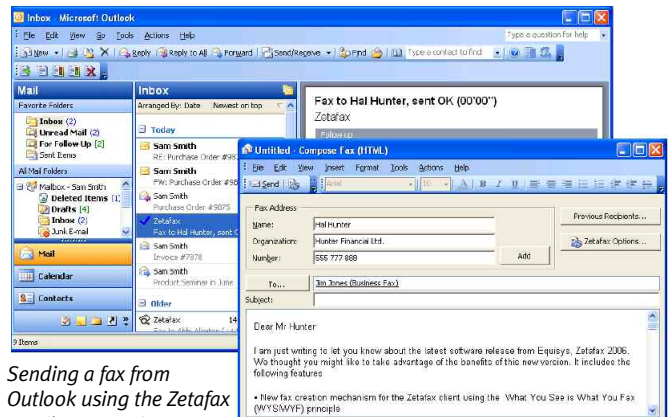 Inbox - Microsoft Outlook
File Edit View Go Tools Actions Help
Type a question for help
New Reply Reply to All Forward Send/Receive Find Type a contact to find
Mail
Favorite Folders
Inbox (2)
Unread Mail (2)
For Follow Up [2]
Sent Items
All Mail Folders
Mailbox - Sam Smith
Deleted Items (1)
Drafts [4]
Inbox (2)
Junk E-mail
Mail
Calendar
Contacts
9 Items
Inbox
Arranged By: Date Newest on top
Today
Sam Smith
RE: Purchase Order
Sam Smith
FW: Purchase Order
Sam Smith
Purchase Order #9875
Zetafax
Fax to Hal Hunter, sent
Sam Smith
Invoice #7878
Sam Smith
Product Seminar in June
Older
Zetafax 14
Fax to Hal Hunter, sent OK (00'00")
Zetafax
Follow up
Untitled - Compose Fax (HTML)
File Edit View Insert Format Tools Actions Help
Send Arial 10 A B I U
Fax Address
Name: Hal Hunter
Organization: Hunter Financial Ltd.
Number: 555 777 888
Add
Previous Recipients...
Zetafax Options...
To... Jim Jones (Business Fax)
Subject:
Dear Mr Hunter
I am just writing to let you know about the latest software release from Equisys, Zetafax 2006.
We thought you might like to take advantage of the benefits of this new version. It includes the
following features
• New fax creation mechanism for the Zetafax client using the What You See is What You Fax
(WYSIWYF) principle
Sending a fax from
Outlook using the Zetafax